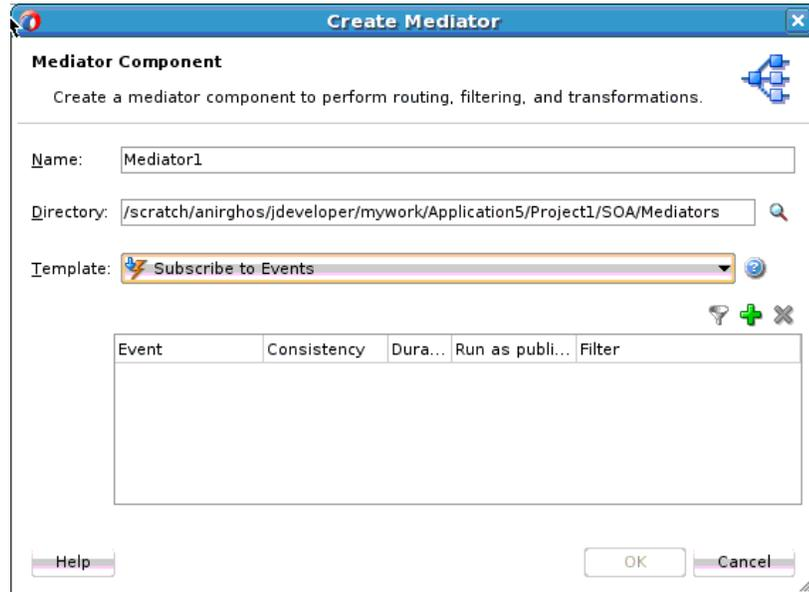 Create Mediator
Mediator Component
Create a mediator component to perform routing, filtering, and transformations.
Name: Mediator1
Directory: /scratch/anirghos/jdeveloper/mywork/Application5/Project1/SOA/Mediators
Template: Subscribe to Events
Event Consistency Dura... Run as publi... Filter
Help OK Cancel